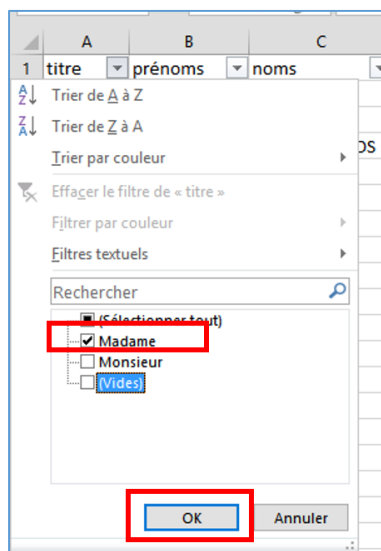 A B C
1 titre prénoms noms
Trier de A à Z
Trier de Z à A
OS
Trier par couleur
Effacer le filtre de « titre »
Filtrer par couleur
Filtres textuels
Rechercher
(Sélectionner tout)
Madame
Monsieur
(Vides)
OK Annuler